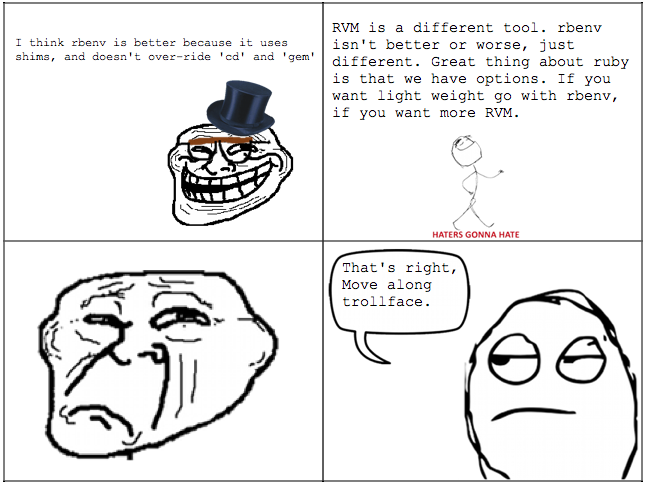 I think rbenv is better because it uses
shims, and doesn't over-ride 'cd' and 'gem'
RVM is a different tool. rbenv
isn't better or worse, just
different. Great thing about ruby
is that we have options. If you
want light weight go with rbenv,
if you want more RVM.
HATERS GONNA HATE
That's right,
Move along
trollface.